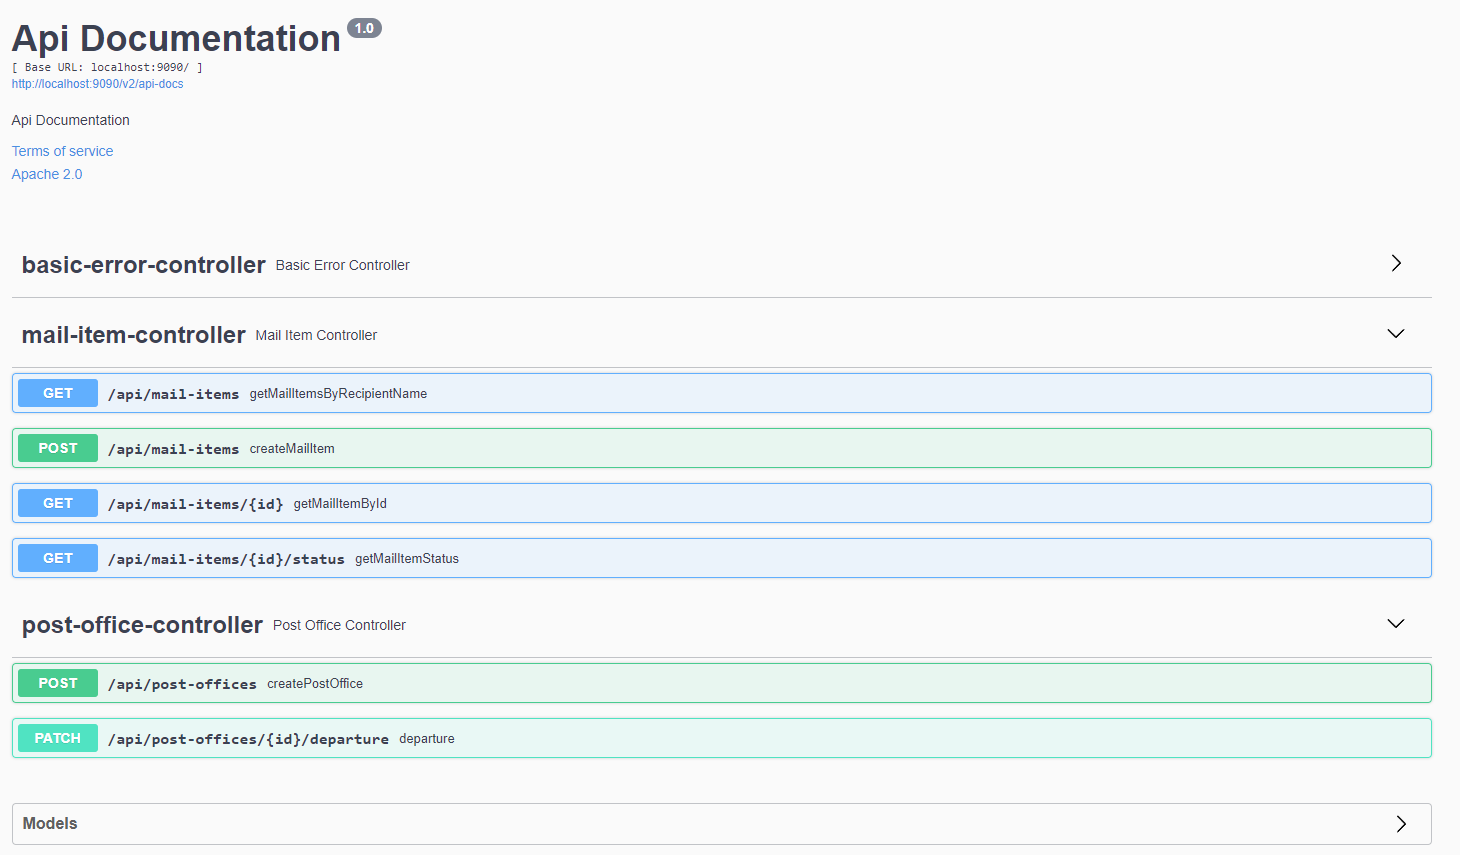 Api Documentation 1.0
[ Base URL: localhost:9090/ ]
http://localhost:9090/v2/api-docs
Api Documentation
Terms of service
Apache 2.0
basic-error-controller Basic Error Controller
mail-item-controller Mail Item Controller
GET /api/mail-items getMailItemsByRecipientName
POST /api/mail-items createMailItem
GET /api/mail-items/{id} getMailItemById
GET /api/mail-items/{id}/status getMailItemStatus
post-office-controller Post Office Controller
POST /api/post-offices createPostOffice
PATCH /api/post-offices/{id}/departure departure
Models